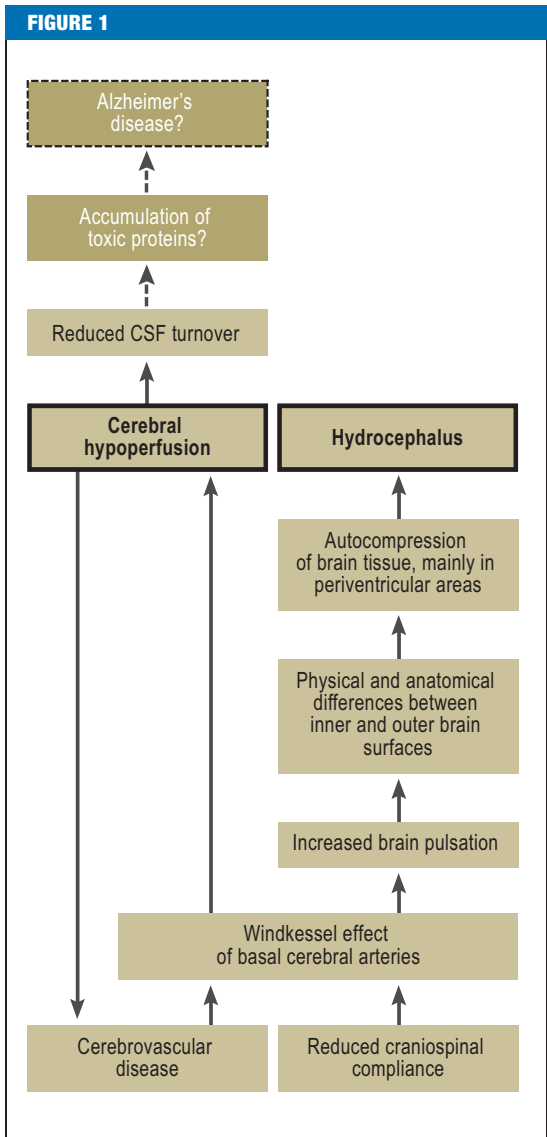 FIGURE 1
Alzheimer's
disease?
Accumulation of
toxic proteins?
Reduced CSF turnover
Cerebral
hypoperfusion
Hydrocephalus
Autocompression
of brain tissue, mainly in
periventricular areas
Physical and anatomical
differences between
inner and outer brain
surfaces
Increased brain pulsation
Windkessel effect
of basal cerebral arteries
Cerebrovascular
disease
Reduced craniospinal
compliance